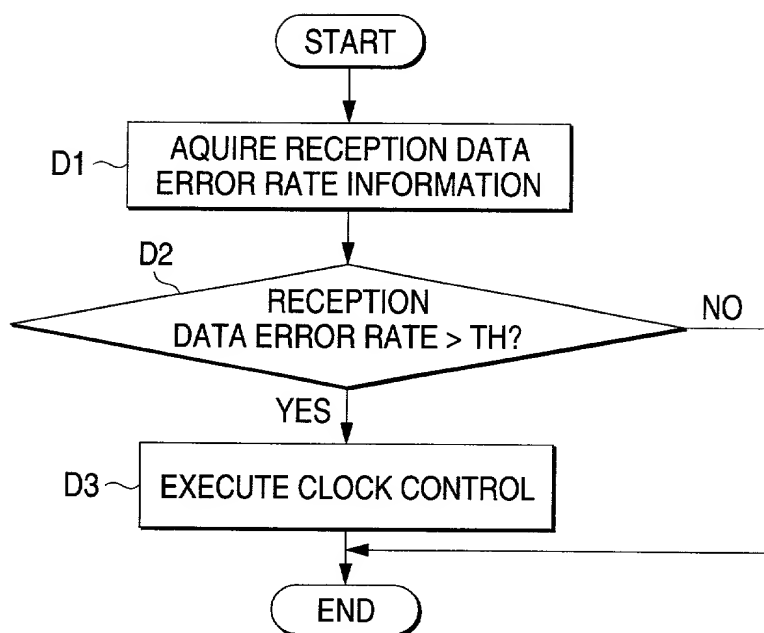 START
D1
AQUIRE RECEPTION DATA
ERROR RATE INFORMATION
D2
RECEPTION
DATA ERROR RATE > TH?
NO
YES
D3
EXECUTE CLOCK CONTROL
END